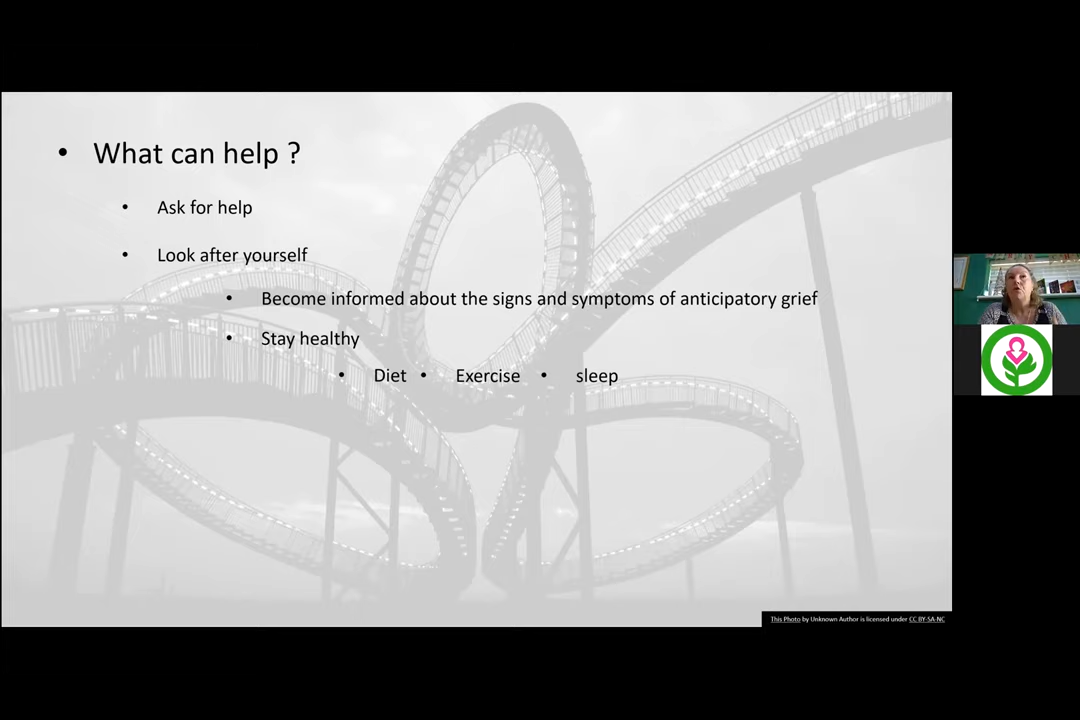 • What can help ?
• Ask for help
• Look after yourself
• Become informed about the signs and symptoms of anticipatory grief
• Stay healthy
• Diet • Exercise • sleep
This Photo by Unknown Author is licensed under CC BY-SA-NC